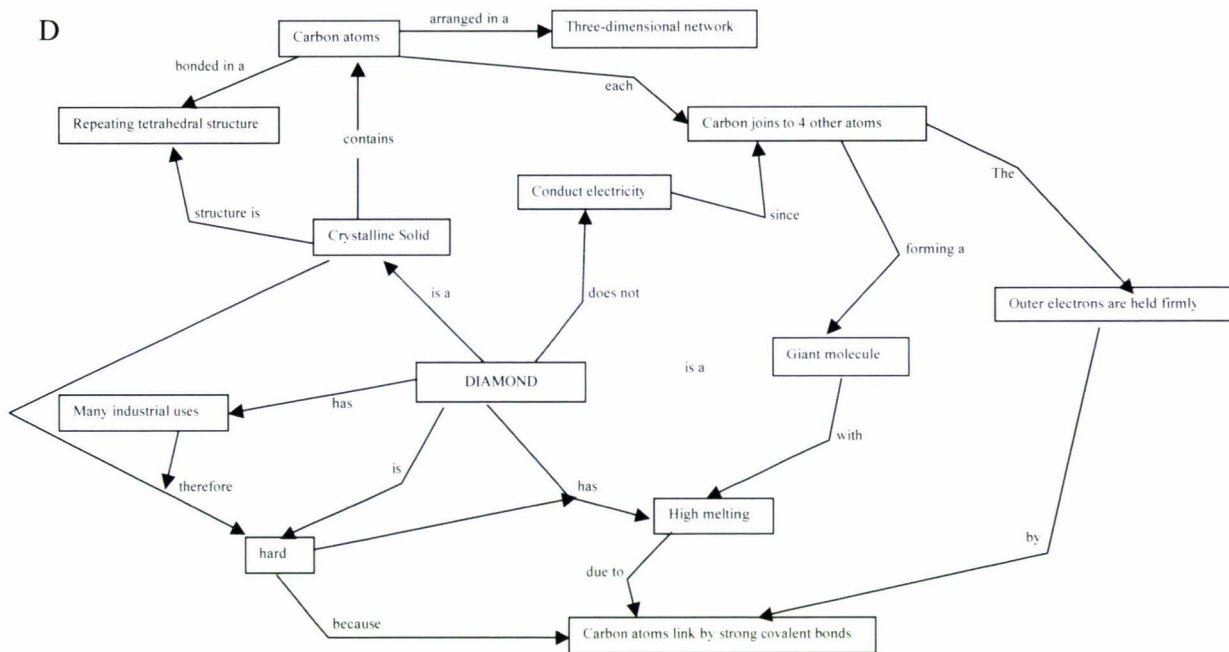 D
arranged in a
Three-dimensional network
Carbon atoms
bonded in a
each
Repeating tetrahedral structure
contains
Carbon joins to 4 other atoms
The
Conduct electricity
since
structure is
Crystalline Solid
forming a
is a
does not
Outer electrons are held firmly
Giant molecule
is a
DIAMOND
Many industrial uses
has
with
is
has
therefore
High melting
hard
by
due to
because
Carbon atoms link by strong covalent bonds